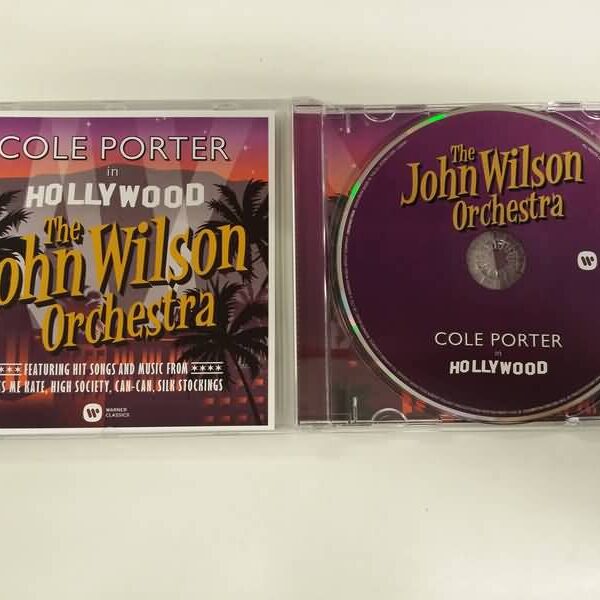 COLE PORTER
in
HOLLYWOOD
The
John Wilson
Orchestra
FEATURING HIT SONGS AND MUSIC FROM
ME KATE, HIGH SOCIETY, CAN-CAN, SILK STOCKINGS
WARNER
CLASSICS
The
John Wilson
Orchestra
COLE PORTER
in
HOLLYWOOD